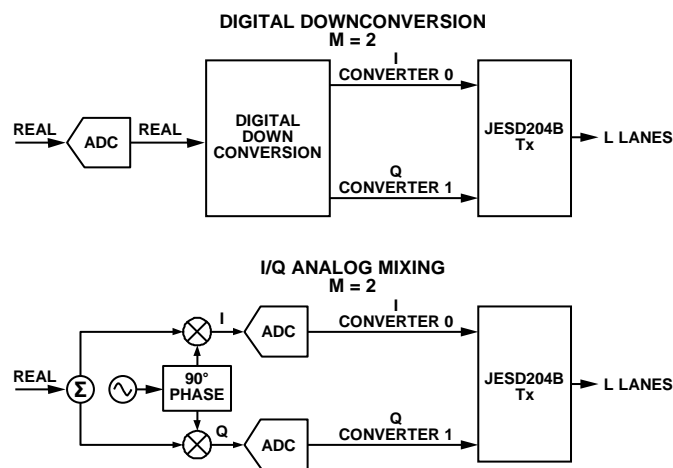 DIGITAL DOWNCONVERSION
M = 2
I
CONVERTER 0
REAL
ADC
REAL
DIGITAL
DOWN
CONVERSION
JESD204B
Tx
L LANES
Q
CONVERTER 1
I/Q ANALOG MIXING
M = 2
I
ADC
I
CONVERTER 0
REAL
Σ
90°
PHASE
JESD204B
Tx
L LANES
Q
ADC
Q
CONVERTER 1